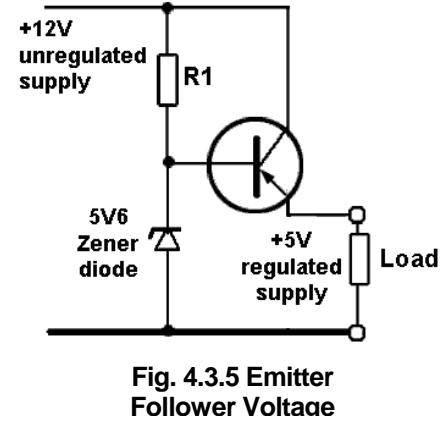 +12V
unregulated
supply
R1
5V6
Zener
diode
+5V
regulated
supply
Load
Fig. 4.3.5 Emitter
Follower Voltage